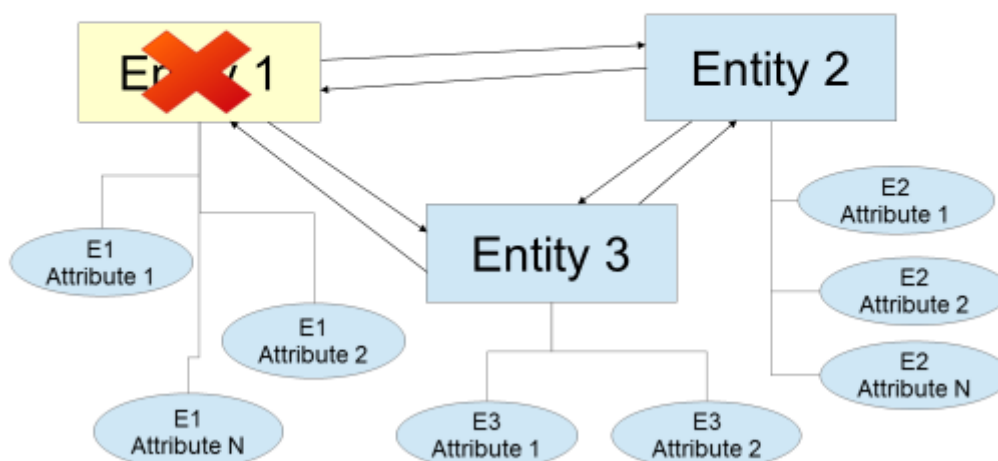 Entity 2
E2
Attribute 1
Entity 3
E1
Attribute 1
E2
Attribute 2
E1
Attribute 2
E2
Attribute N
E1
Attribute N
E3
Attribute 1
E3
Attribute 2